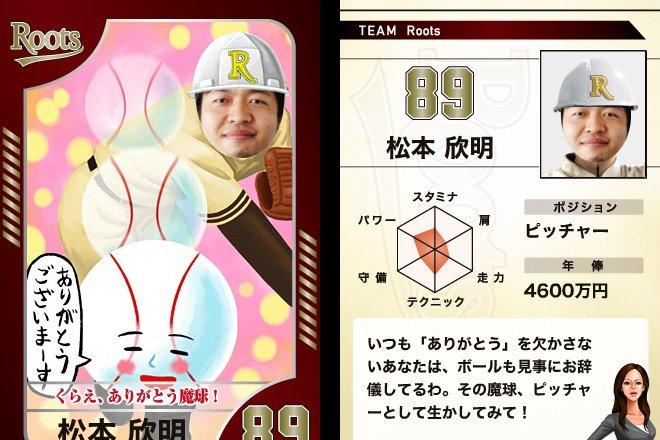 Roots
R
ありがとう
ございまーす
くらえ、ありがとう魔球！
松本 欣明
89
TEAM Roots
89
松本 欣明
R
スタミナ
パワー
肩
守備
走力
テクニック
ポジション
ピッチャー
年 俸
4600万円
いつも「ありがとう」を欠かさな
いあなたは、ボールも見事にお辞
儀してるわ。その魔球、ピッチャ
ーとして生かしてみて！